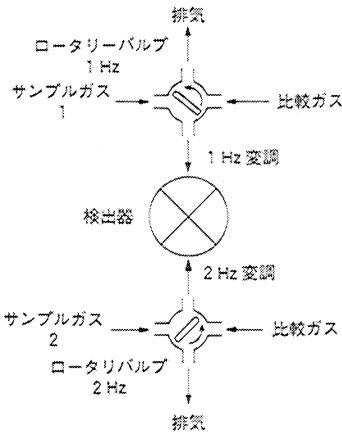 排気
ロータリーバルブ
1 Hz
サンプルガス
1
比較ガス
1 Hz 変調
検出器
2 Hz 変調
サンプルガス
2
比較ガス
ロータリバルブ
2 Hz
排気